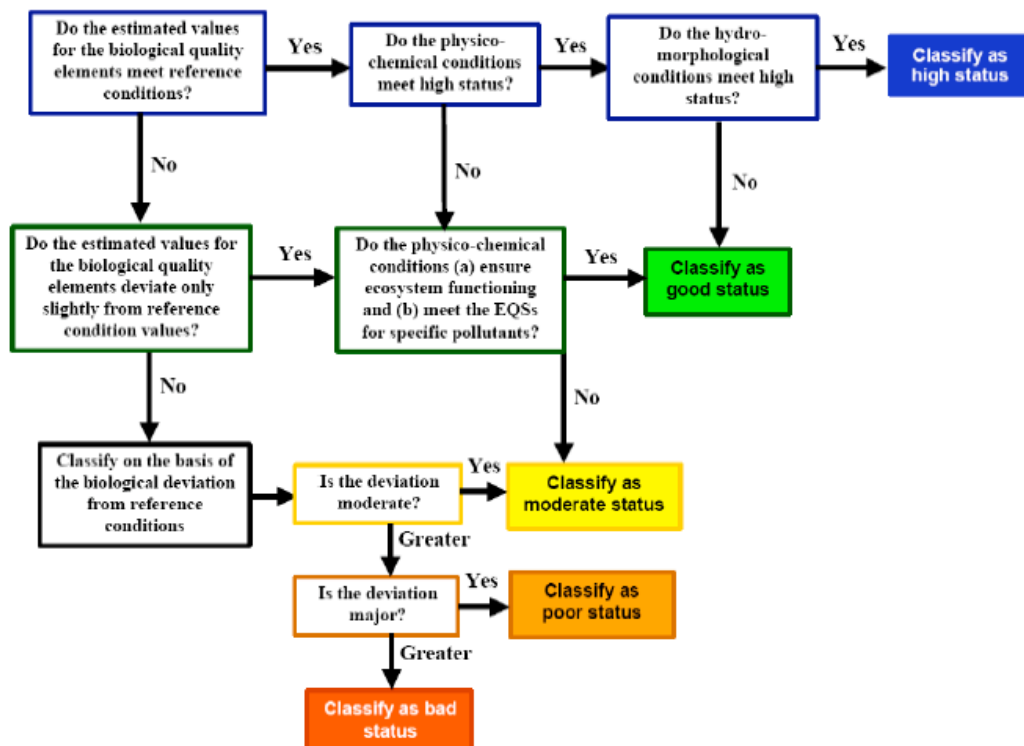 Do the estimated values
for the biological quality
elements meet reference
conditions?
Yes
Do the physico-
chemical conditions
meet high status?
Yes
Do the hydro-
morphological
conditions meet high
status?
Yes
Classify as
high status
No
No
No
Do the estimated values for
the biological quality
elements deviate only
slightly from reference
condition values?
Yes
Do the physico-chemical
conditions (a) ensure
ecosystem functioning
and (b) meet the EQSs
for specific pollutants?
Yes
Classify as
good status
No
No
Classify on the basis of
the biological deviation
from reference
conditions
Is the deviation
moderate?
Yes
Classify as
moderate status
Greater
Is the deviation
major?
Yes
Classify as
poor status
Greater
Classify as bad
status